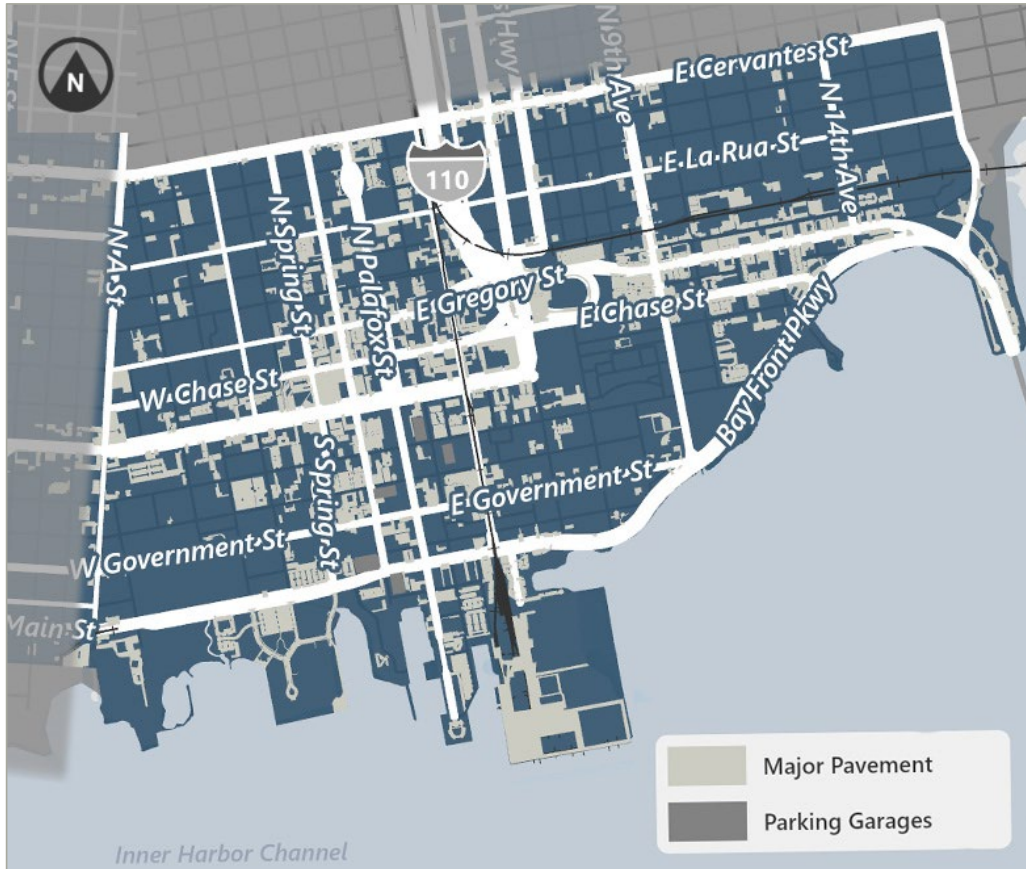 N
N 9th Ave
E Cervantes St
N 14th Ave
E La Rua St
110
N A St
N Spring St
N Palafox St
E Gregory St
E Chase St
W Chase St
Bay Front Pkwy
S Spring St
E Government St
W Government St
Main St
Major Pavement
Parking Garages
Inner Harbor Channel